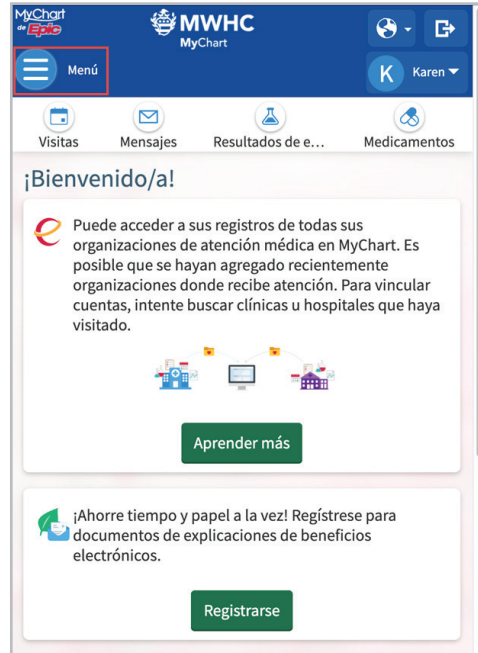 MyChart
de Epic
MWHC
MyChart
Menú
K Karen
Visitas Mensajes Resultados de e... Medicamentos
¡Bienvenido/a!
Puede acceder a sus registros de todas sus
organizaciones de atención médica en MyChart. Es
posible que se hayan agregado recientemente
organizaciones donde recibe atención. Para vincular
cuentas, intente buscar clínicas u hospitales que haya
visitado.
Aprender más
¡Ahorre tiempo y papel a la vez! Regístrese para
documentos de explicaciones de beneficios
electrónicos.
Registrarse